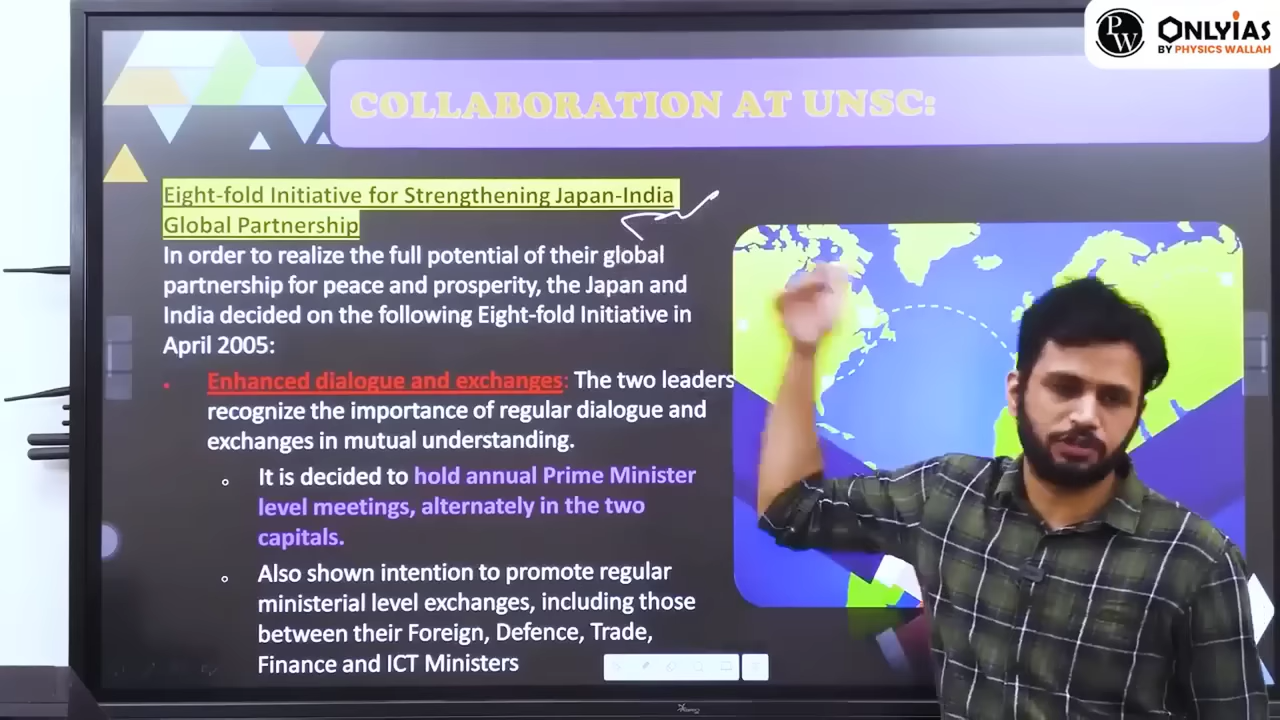 PW
ONLYIAS
BY PHYSICS WALLAH
COLLABORATION AT UNSC:
Eight-fold Initiative for Strengthening Japan-India
Global Partnership
In order to realize the full potential of their global
partnership for peace and prosperity, the Japan and
India decided on the following Eight-fold Initiative in
April 2005:
• Enhanced dialogue and exchanges: The two leaders
recognize the importance of regular dialogue and
exchanges in mutual understanding.
o It is decided to hold annual Prime Minister
level meetings, alternately in the two
capitals.
o Also shown intention to promote regular
ministerial level exchanges, including those
between their Foreign, Defence, Trade,
Finance and ICT Ministers